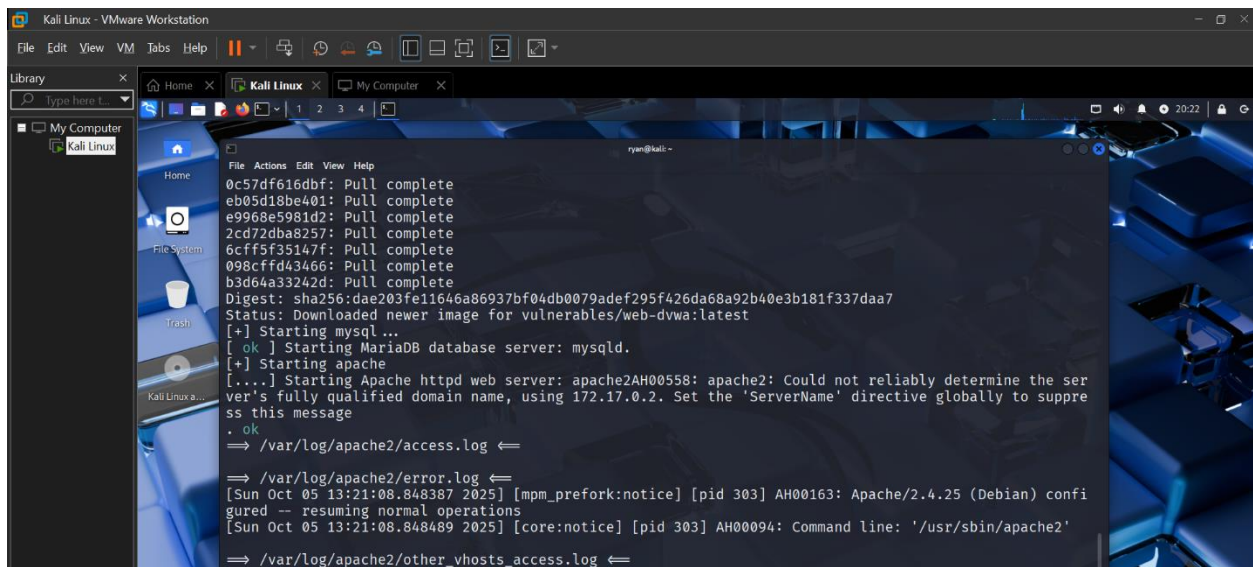 Kali Linux - VMware Workstation
File Edit View VM Tabs Help
Library
Type here t...
My Computer
Kali Linux
Home
Kali Linux
My Computer
1 2 3 4
20:22
Home
File System
Trash
Kali Linux a...
ryan@kali: ~
File Actions Edit View Help
0c57df616dbf: Pull complete
eb05d18be401: Pull complete
e9968e5981d2: Pull complete
2cd72dba8257: Pull complete
6cff5f35147f: Pull complete
098cffd43466: Pull complete
b3d64a33242d: Pull complete
Digest: sha256:dae203fe11646a86937bf04db0079adef295f426da68a92b40e3b181f337daa7
Status: Downloaded newer image for vulnerables/web-dvwa:latest
[+] Starting mysql...
[ ok ] Starting MariaDB database server: mysqld.
[+] Starting apache
[....] Starting Apache httpd web server: apache2AH00558: apache2: Could not reliably determine the ser
ver's fully qualified domain name, using 172.17.0.2. Set the 'ServerName' directive globally to suppre
ss this message
. ok
==> /var/log/apache2/access.log <==
==> /var/log/apache2/error.log <==
[Sun Oct 05 13:21:08.848387 2025] [mpm_prefork:notice] [pid 303] AH00163: Apache/2.4.25 (Debian) confi
gured -- resuming normal operations
[Sun Oct 05 13:21:08.848489 2025] [core:notice] [pid 303] AH00094: Command line: '/usr/sbin/apache2'
==> /var/log/apache2/other_vhosts_access.log <==